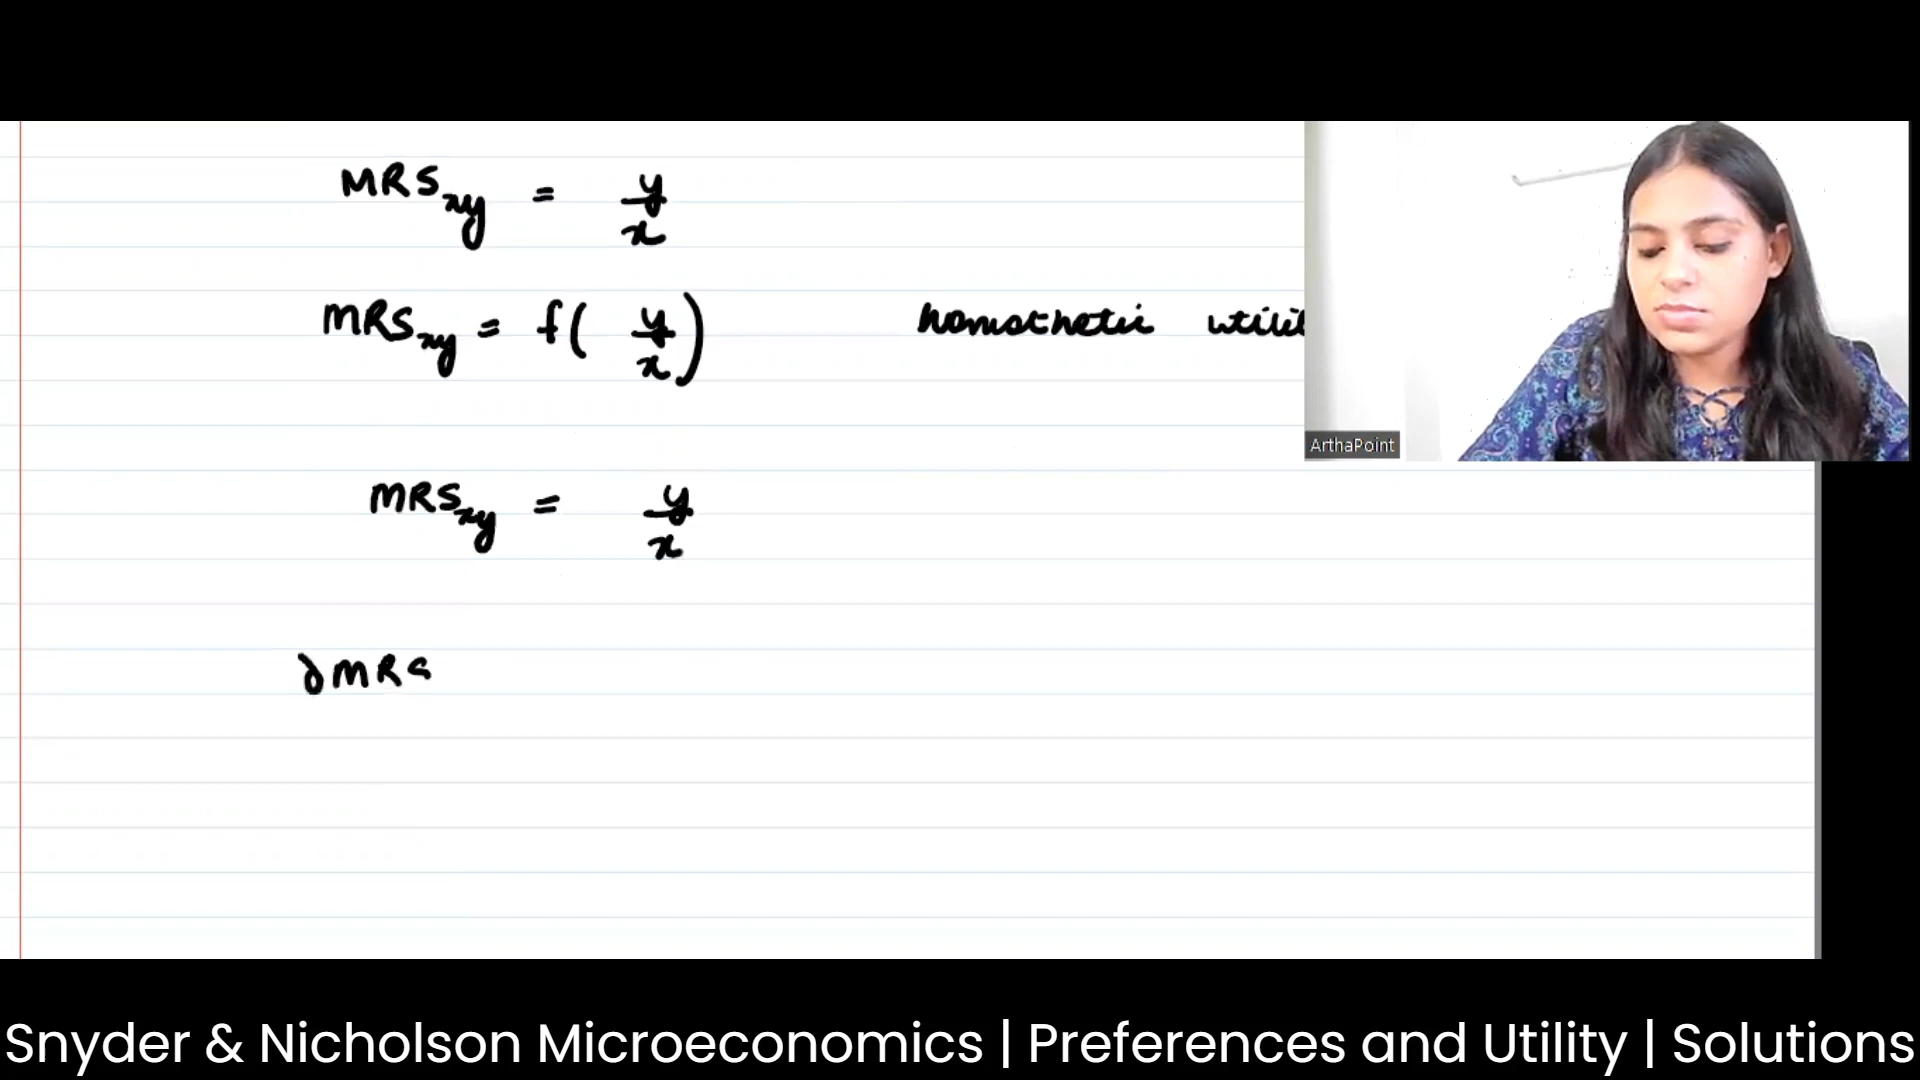 MRSxy = y/x
MRSxy = f( y/x ) homothetic
ArthaPoint
MRSxy = y/x
∂MRS
Snyder & Nicholson Microeconomics | Preferences and Utility | Solutions